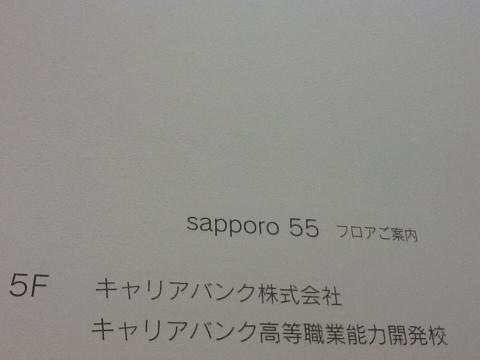 sapporo 55 フロアご案内
5F キャリアバンク株式会社
キャリアバンク高等職業能力開発校